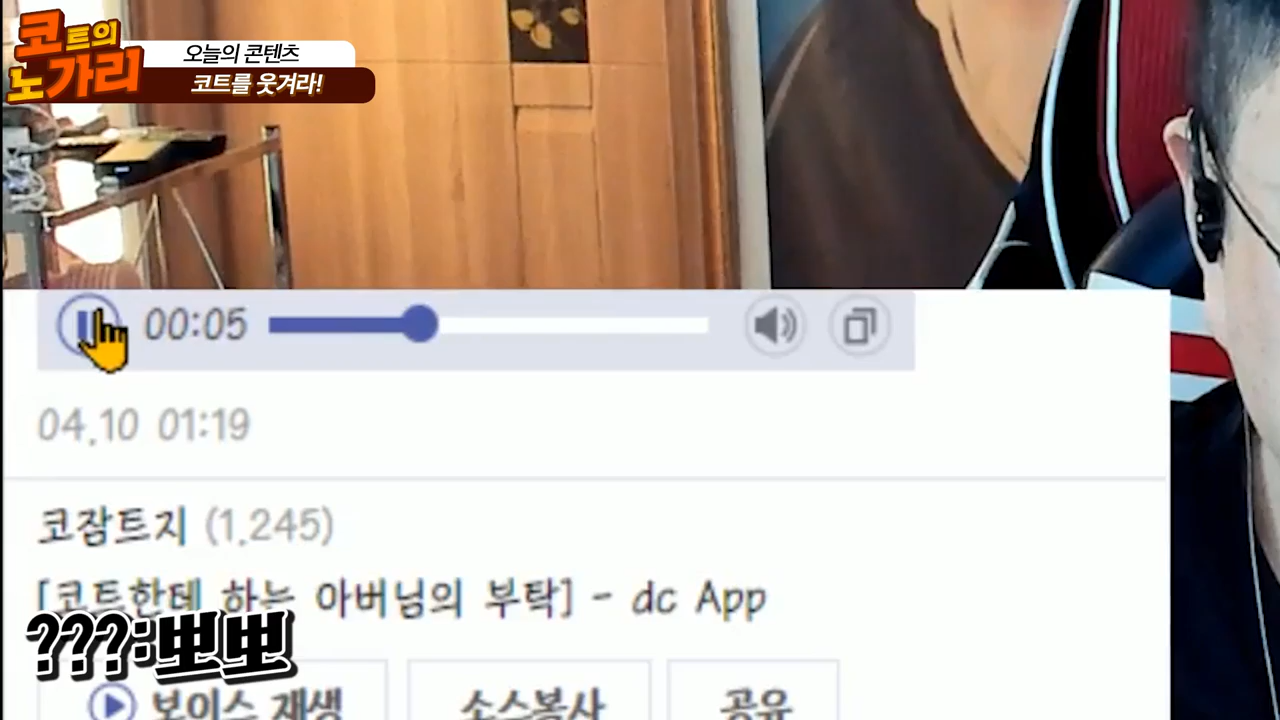 코트의
노가리
오늘의 콘텐츠
코트를 웃겨라!
00:05
04.10 01:19
코잠트지 (1.245)
[코트한테 하는 아버님의 부탁] - dc App
???:뽀뽀
보이스 재생
소스복사
공유